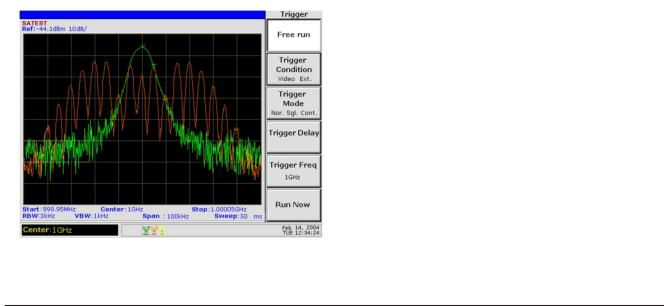 Trigger
SATEST
Ref:-44.1dBm 10dB/
Free run
Trigger
Condition
Video Ext.
Trigger
Mode
Nor. Sgl. Cont.
Trigger Delay
Trigger Freq
1GHz
Run Now
Start:999.95MHz Center:1GHz Stop:1.00005GHz
RBW:3kHz VBW:1kHz Span :100kHz Sweep:50 ms
Center:1GHz
Feb 14, 2004
TUE 12:34:24